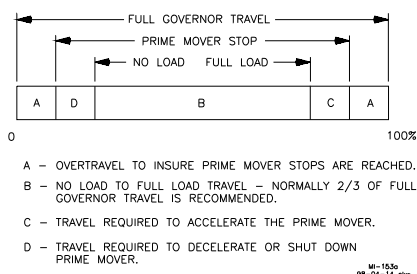 FULL GOVERNOR TRAVEL
PRIME MOVER STOP
NO LOAD FULL LOAD
A D B C A
0 100%
A – OVERTRAVEL TO INSURE PRIME MOVER STOPS ARE REACHED.
B – NO LOAD TO FULL LOAD TRAVEL – NORMALLY 2/3 OF FULL
GOVERNOR TRAVEL IS RECOMMENDED.
C – TRAVEL REQUIRED TO ACCELERATE THE PRIME MOVER.
D – TRAVEL REQUIRED TO DECELERATE OR SHUT DOWN
PRIME MOVER.
MI–153a